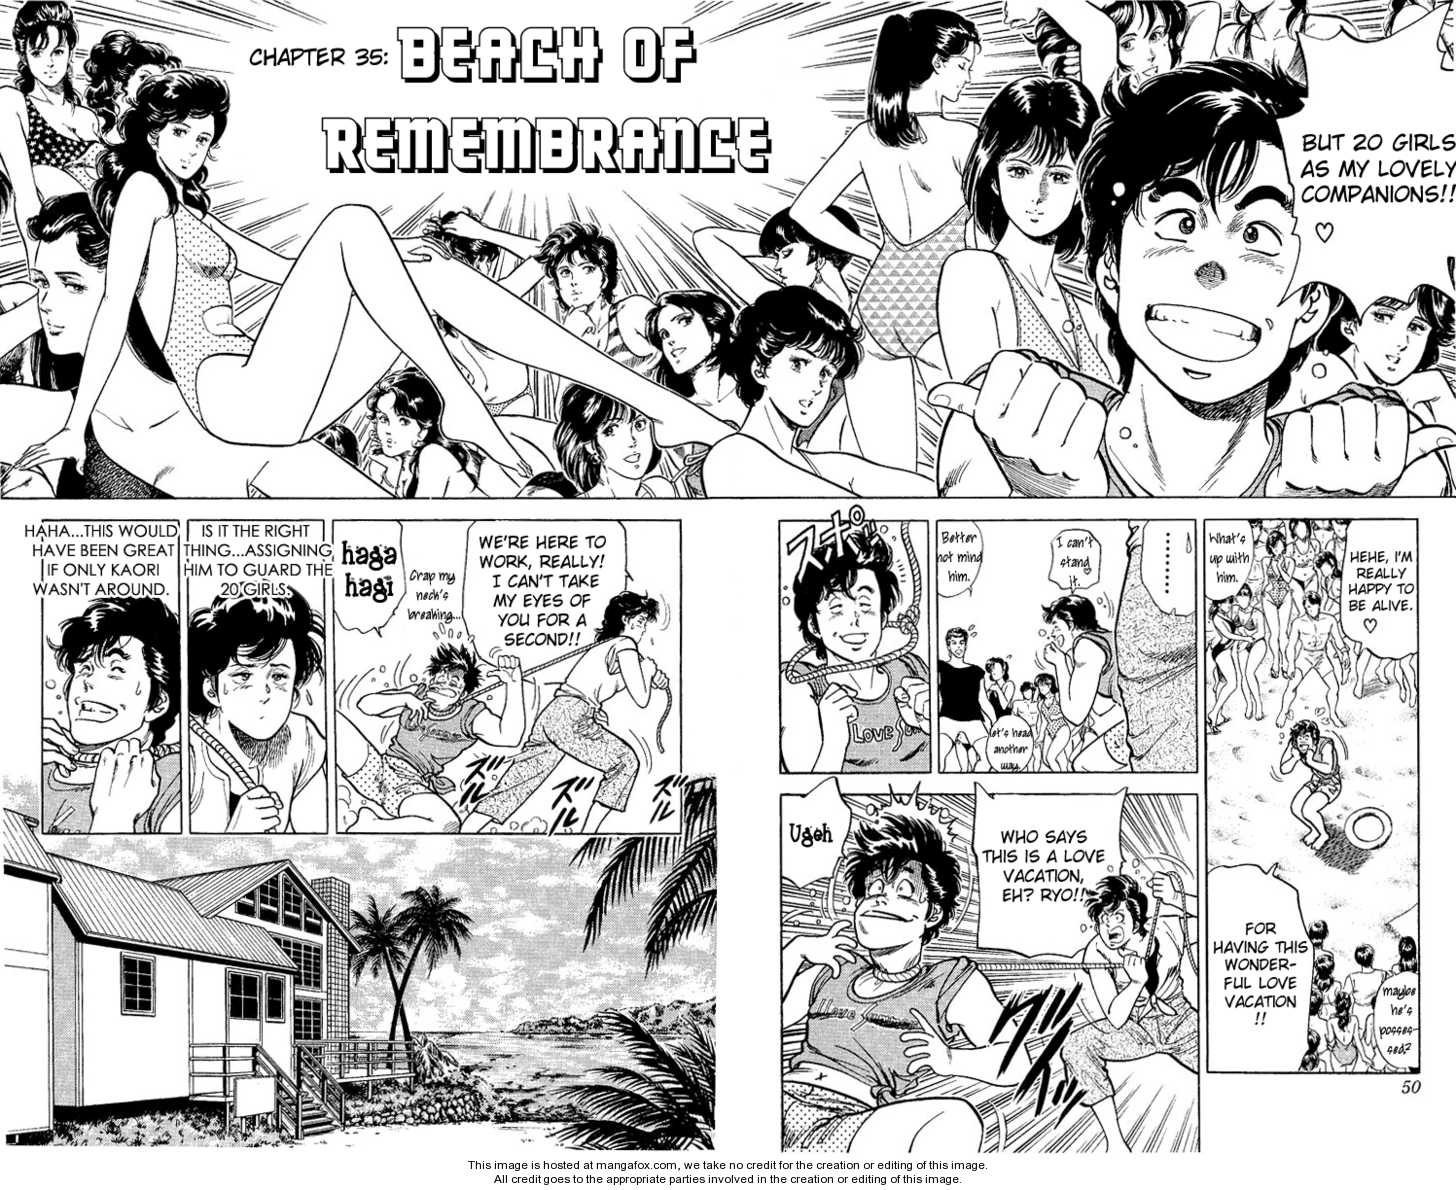 CHAPTER 35: BEACH OF
REMEMBRANCE
BUT 20 GIRLS
AS MY LOVELY
COMPANIONS!!
♡
HEHE, I'M
REALLY
HAPPY TO
BE ALIVE.
♡
What's
up with
him.
FOR
HAVING THIS
WONDER-
FUL LOVE
VACATION
!!
maybe
he's
posses-
sed?
I can't
stand
it.
Better
not mind
him.
let's head
another
way.
スポッ
LOVE
WHO SAYS
THIS IS A LOVE
VACATION,
EH? RYO!!
Ugeh
グッ
I Love
WE'RE HERE TO
WORK, REALLY!
I CAN'T TAKE
MY EYES OF
YOU FOR A
SECOND!!
Crap my
neck's
breaking...
haga
hagi
ズル
ズル
ズル
IS IT THE RIGHT
THING...ASSIGNING
HIM TO GUARD THE
20 GIRLS.
HAHA...THIS WOULD
HAVE BEEN GREAT
IF ONLY KAORI
WASN'T AROUND.
50
This image is hosted at mangafox.com, we take no credit for the creation or editing of this image.
All credit goes to the appropriate parties involved in the creation or editing of this image.